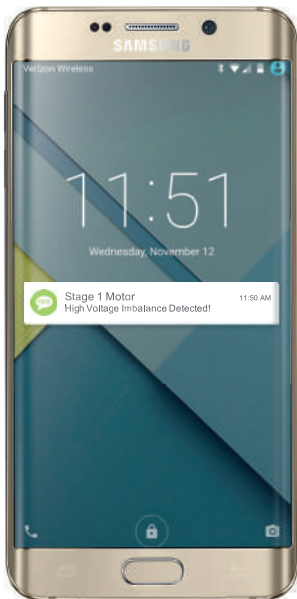 SAMSUNG
Verizon Wireless
11:51
Wednesday, November 12
Stage 1 Motor 11:50 AM
High Voltage Imbalance Detected!